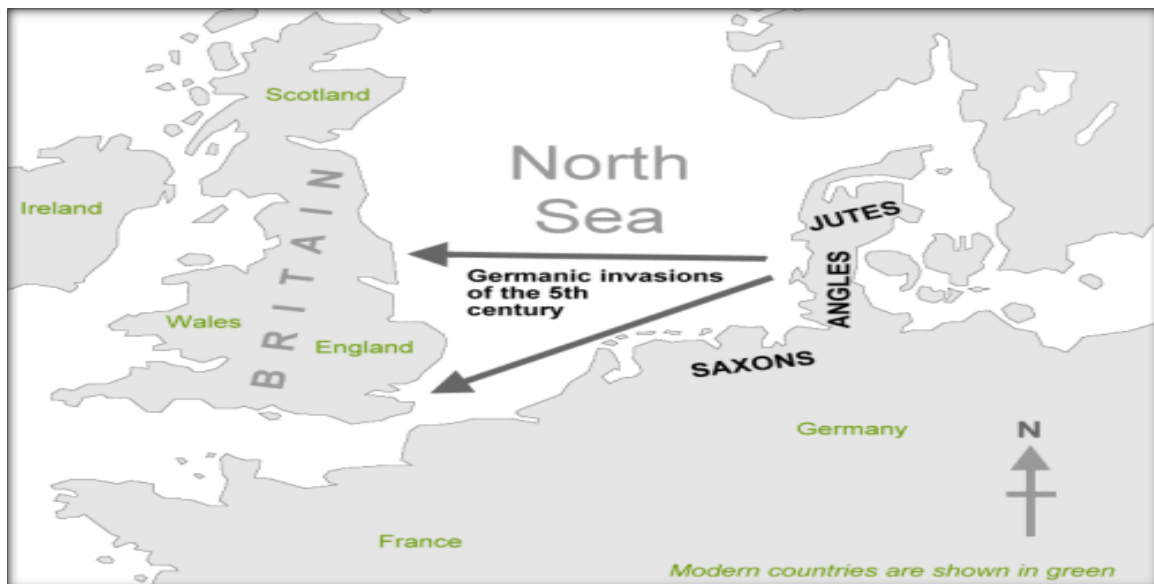 Scotland
North
Sea
Ireland
BRITAIN
JUTES
ANGLES
Germanic invasions
of the 5th
century
Wales
England
SAXONS
Germany
N
France
Modern countries are shown in green